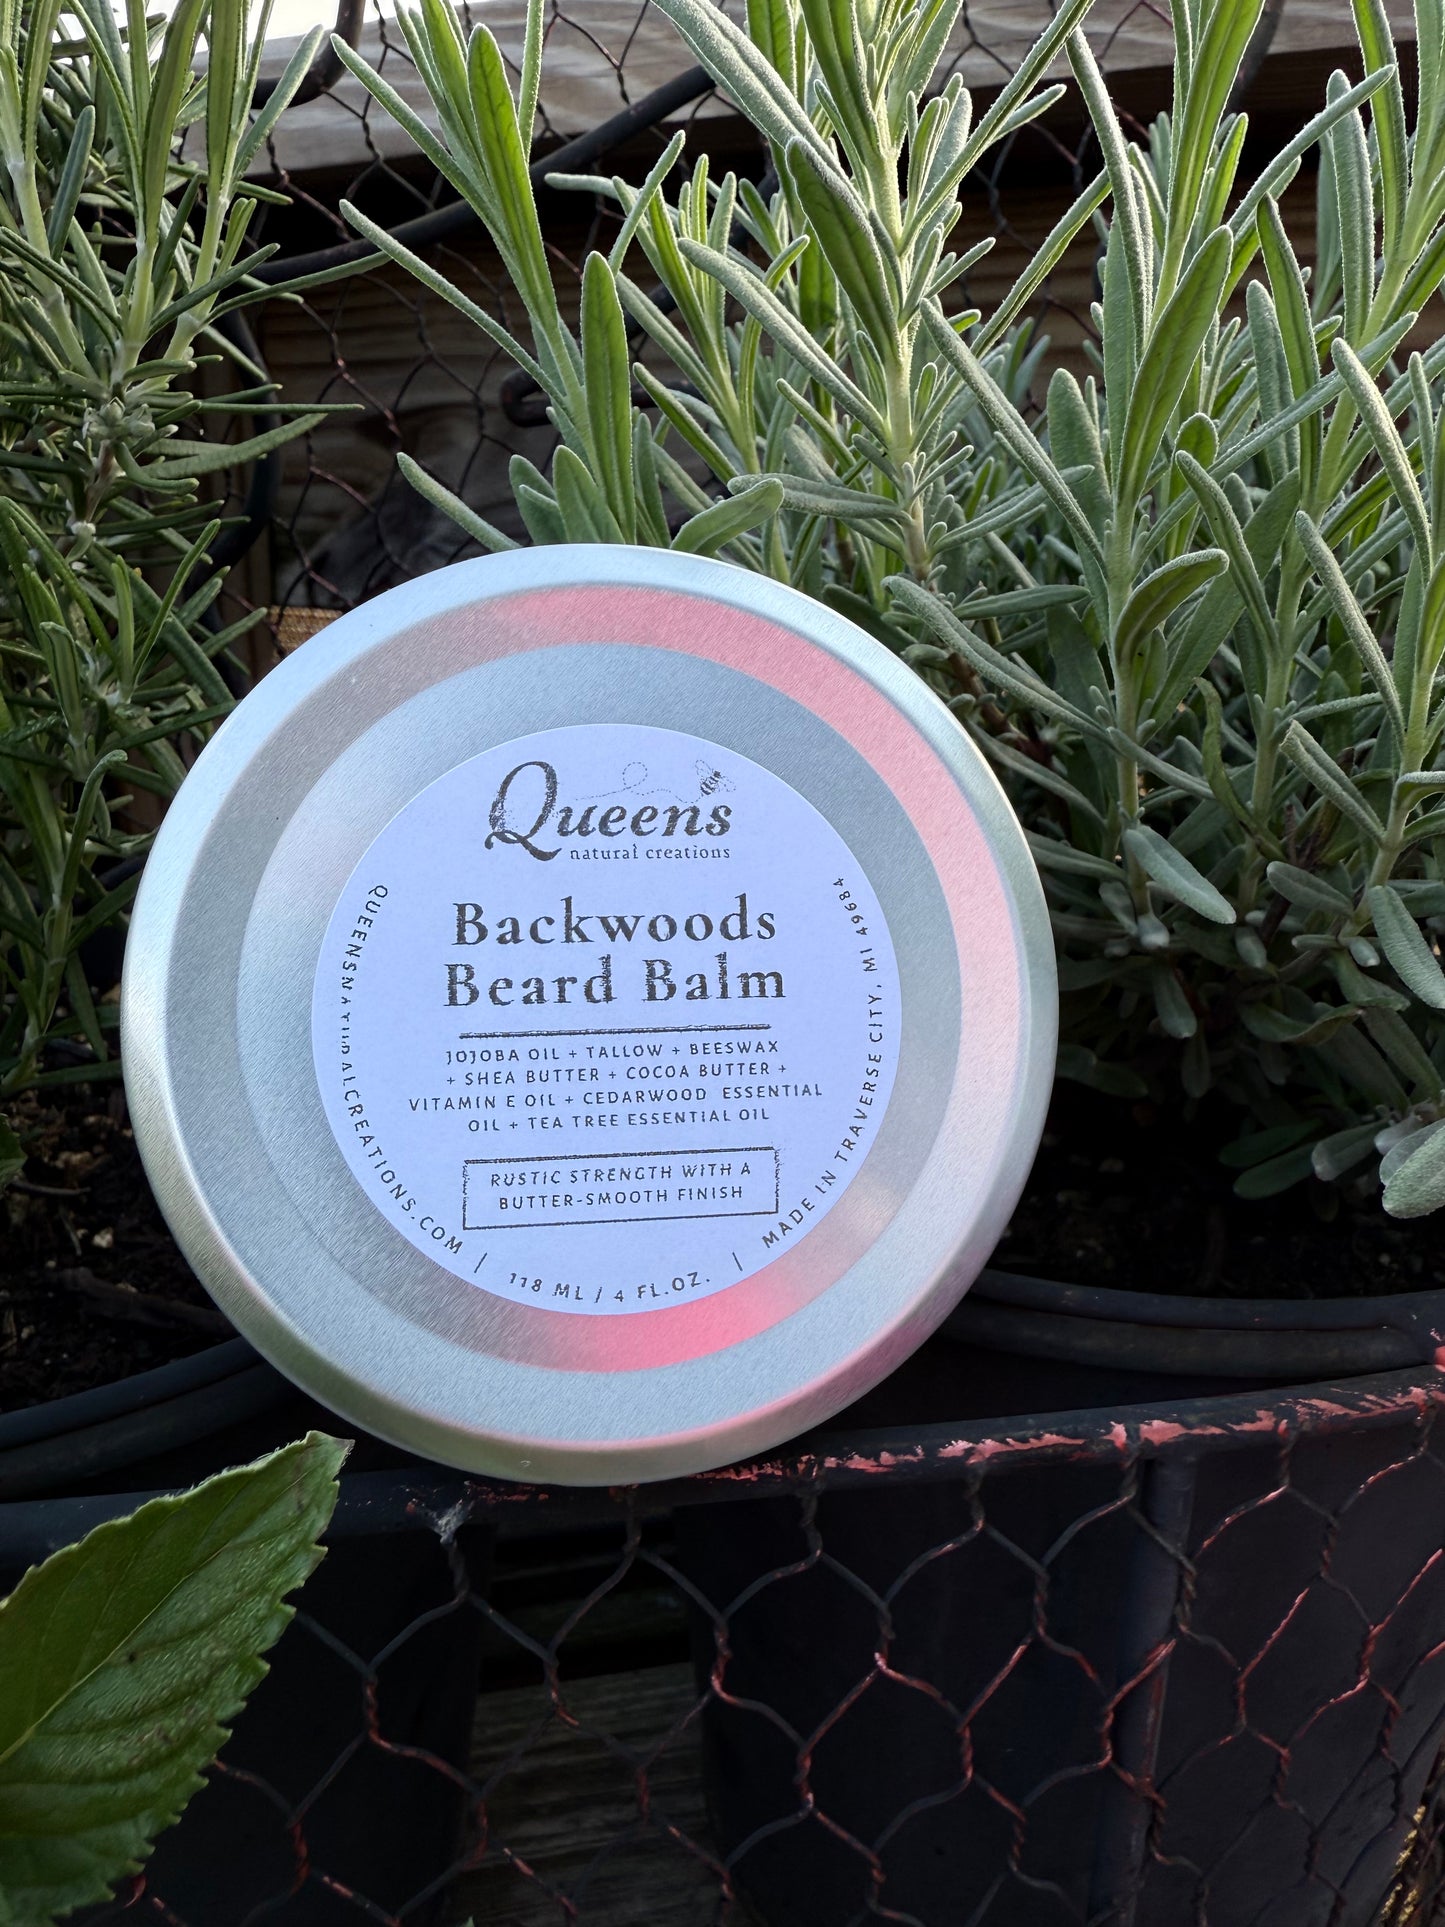 Queens
natural creations
Backwoods
Beard Balm
JOJOBA OIL + TALLOW + BEESWAX
+ SHEA BUTTER + COCOA BUTTER +
VITAMIN E OIL + CEDARWOOD ESSENTIAL
OIL + TEA TREE ESSENTIAL OIL
RUSTIC STRENGTH WITH A
BUTTER-SMOOTH FINISH
QUEENSNATURALCREATIONS.COM | 118 ML / 4 FL.OZ. | MADE IN TRAVERSE CITY, MI 49684